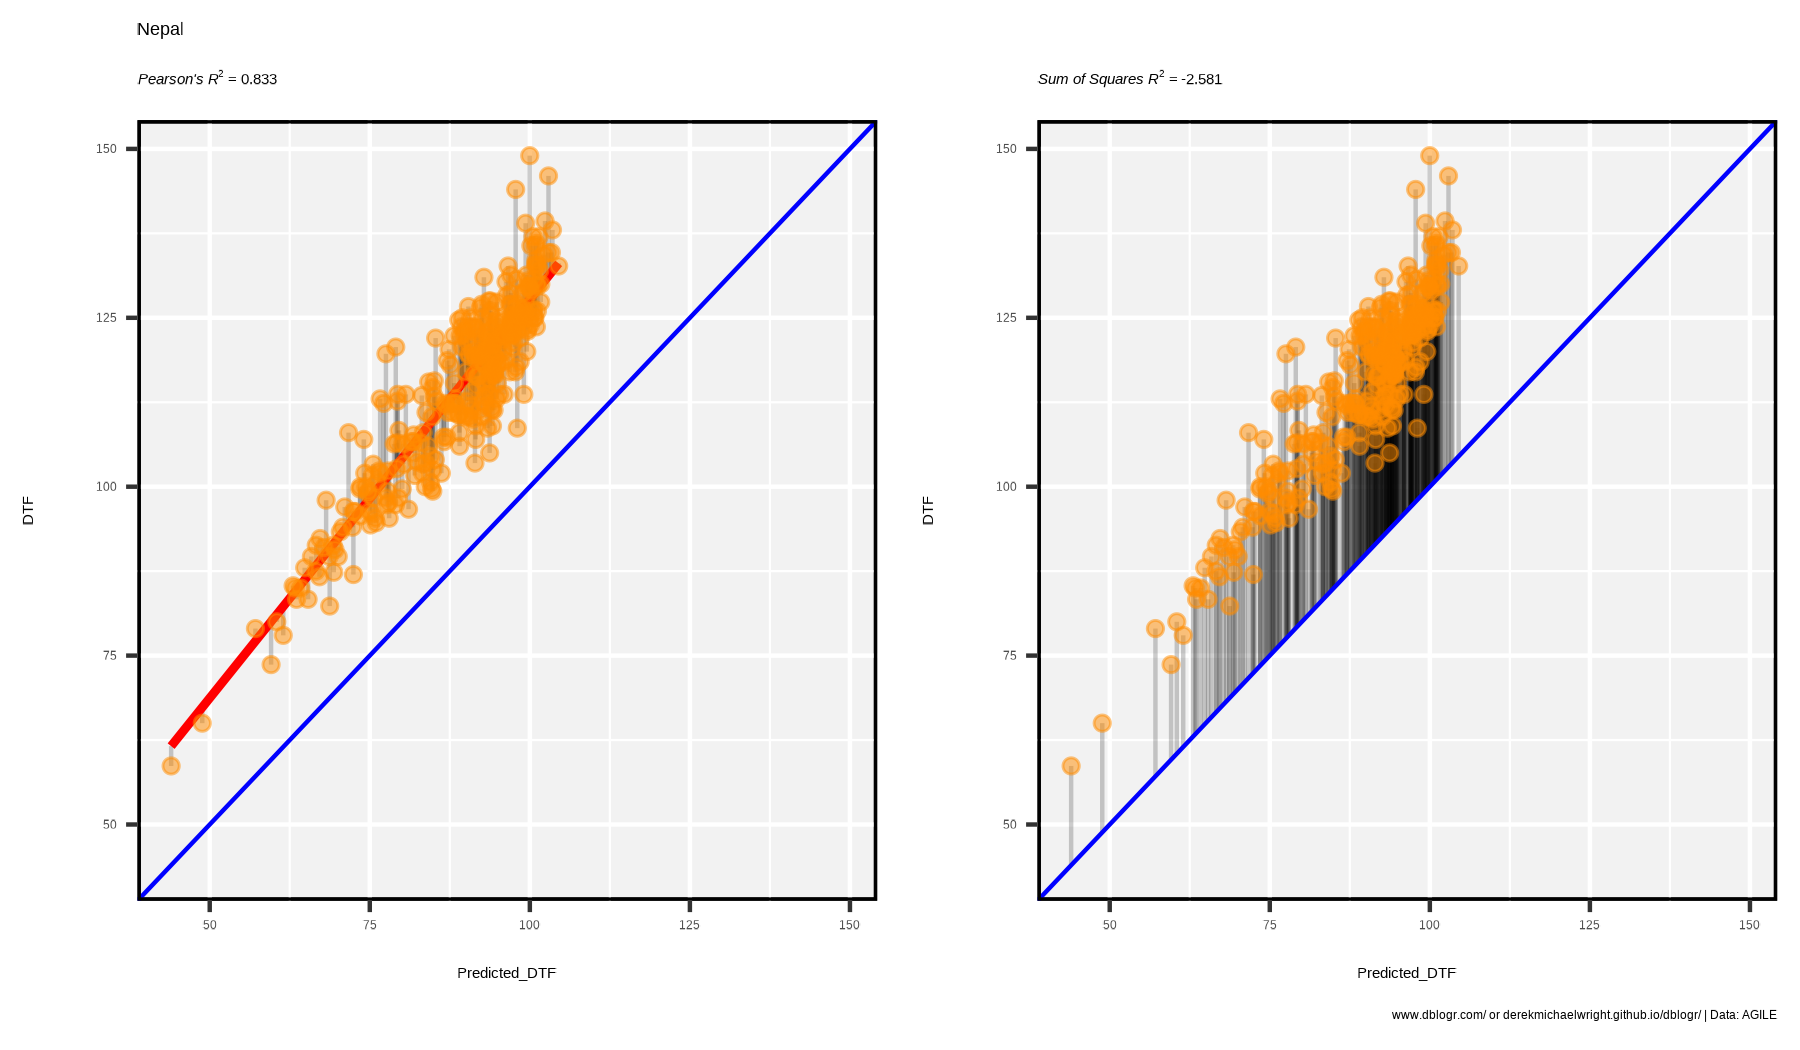 Nepal
Pearson's R² = 0.833
Sum of Squares R² = -2.581
150
125
100
75
50
DTF
50
75
100
125
150
Predicted_DTF
150
125
100
75
50
DTF
50
75
100
125
150
Predicted_DTF
www.dblogr.com/ or derekmichaelwright.github.io/dblogr/ | Data: AGILE